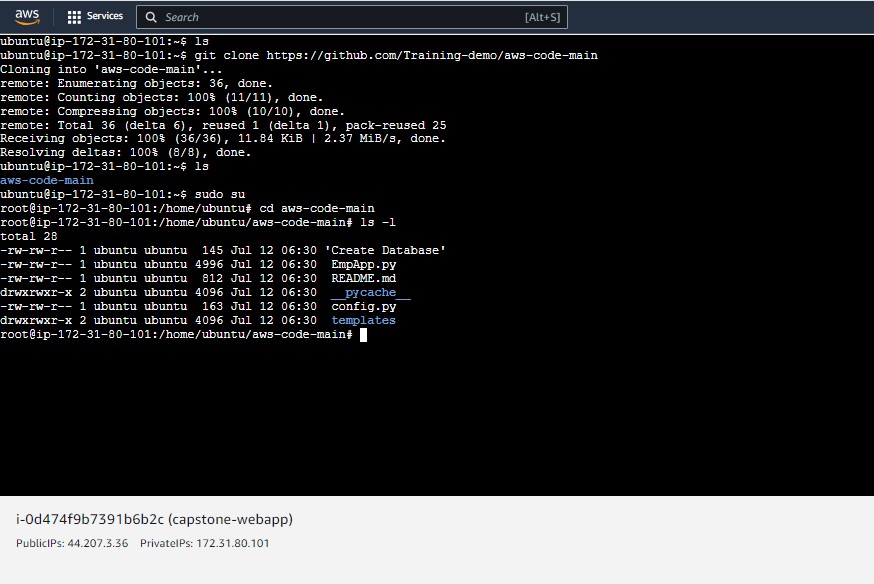 aws Services Search [Alt+S]
ubuntu@ip-172-31-80-101:~$ ls
ubuntu@ip-172-31-80-101:~$ git clone https://github.com/Training-demo/aws-code-main
Cloning into 'aws-code-main'...
remote: Enumerating objects: 36, done.
remote: Counting objects: 100% (11/11), done.
remote: Compressing objects: 100% (10/10), done.
remote: Total 36 (delta 6), reused 1 (delta 1), pack-reused 25
Receiving objects: 100% (36/36), 11.84 KiB | 2.37 MiB/s, done.
Resolving deltas: 100% (8/8), done.
ubuntu@ip-172-31-80-101:~$ ls
aws-code-main
ubuntu@ip-172-31-80-101:~$ sudo su
root@ip-172-31-80-101:/home/ubuntu# cd aws-code-main
root@ip-172-31-80-101:/home/ubuntu/aws-code-main# ls -l
total 28
-rw-rw-r-- 1 ubuntu ubuntu  145 Jul 12 06:30 'Create Database'
-rw-rw-r-- 1 ubuntu ubuntu 4996 Jul 12 06:30  EmpApp.py
-rw-rw-r-- 1 ubuntu ubuntu  812 Jul 12 06:30  README.md
drwxrwxr-x 2 ubuntu ubuntu 4096 Jul 12 06:30  __pycache__
-rw-rw-r-- 1 ubuntu ubuntu  163 Jul 12 06:30  config.py
drwxrwxr-x 2 ubuntu ubuntu 4096 Jul 12 06:30  templates
root@ip-172-31-80-101:/home/ubuntu/aws-code-main#
i-0d474f9b7391b6b2c (capstone-webapp)
PublicIPs: 44.207.3.36 PrivateIPs: 172.31.80.101